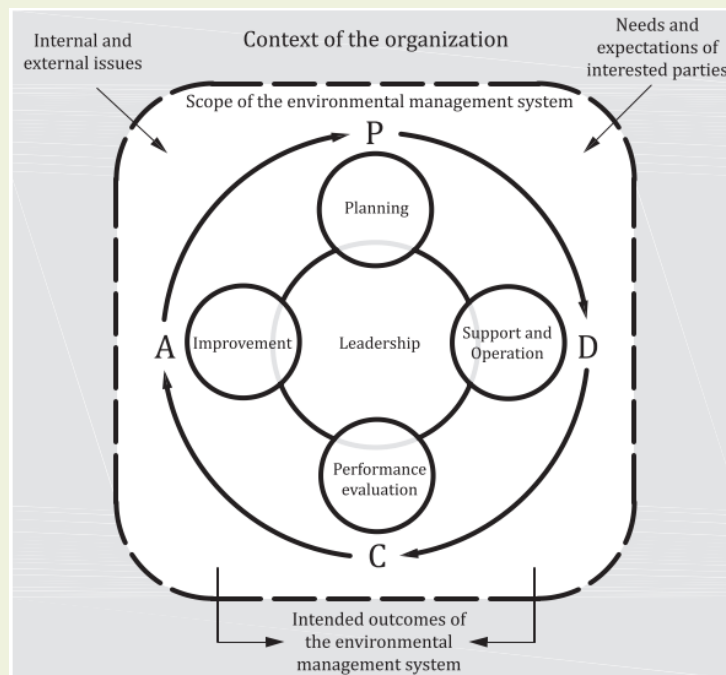 Internal and
external issues
Context of the organization
Needs and
expectations of
interested parties
Scope of the environmental management system
P
Planning
A
Improvement
Leadership
Support and
Operation
D
Performance
evaluation
C
Intended outcomes of
the environmental
management system